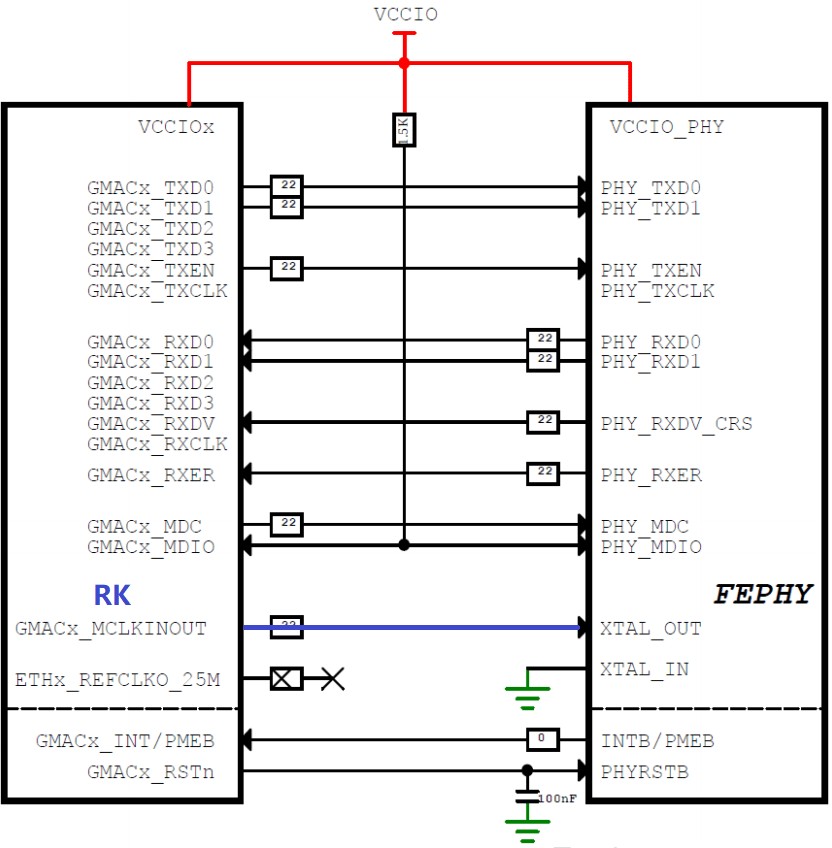 VCCIO
VCCIOx
VCCIO_PHY
1.5K
GMACx_TXD0
22
PHY_TXD0
GMACx_TXD1
22
PHY_TXD1
GMACx_TXD2
GMACx_TXD3
GMACx_TXEN
22
PHY_TXEN
GMACx_TXCLK
PHY_TXCLK
GMACx_RXD0
22
PHY_RXD0
GMACx_RXD1
22
PHY_RXD1
GMACx_RXD2
GMACx_RXD3
GMACx_RXDV
22
PHY_RXDV_CRS
GMACx_RXCLK
GMACx_RXER
22
PHY_RXER
GMACx_MDC
22
PHY_MDC
GMACx_MDIO
PHY_MDIO
RK
FEPHY
GMACx_MCLKINOUT
22
XTAL_OUT
XTAL_IN
ETHx_REFCLKO_25M
GMACx_INT/PMEB
0
INTB/PMEB
GMACx_RSTn
PHYRSTB
100nF